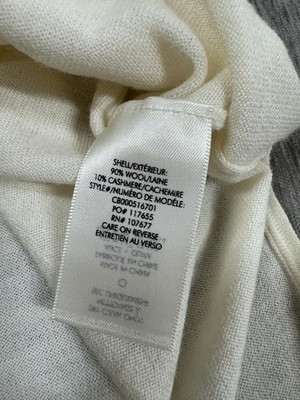 SHELL/EXTÉRIEUR:
90% WOOL/LAINE
10% CASHMERE/CACHEMIRE
STYLE#/NUMÉRO DE MODÈLE:
CB000516701
PO# 117655
RN# 107677
CARE ON REVERSE
ENTRETIEN AU VERSO